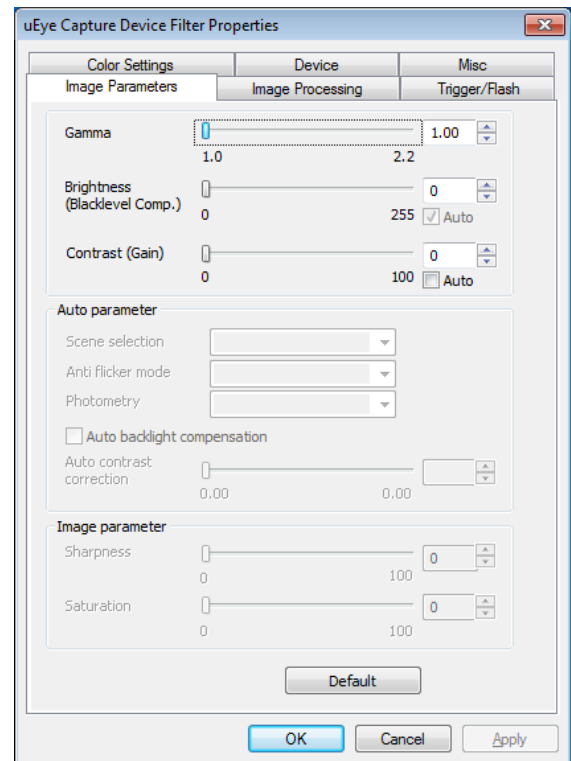 uEye Capture Device Filter Properties
Color Settings Device Misc
Image Parameters Image Processing Trigger/Flash
Gamma 1.00
1.0 2.2
Brightness
(Blacklevel Comp.) 0
0 255 Auto
Contrast (Gain) 0
0 100 Auto
Auto parameter
Scene selection
Anti flicker mode
Photometry
Auto backlight compensation
Auto contrast
correction
0.00 0.00
Image parameter
Sharpness 0
0 100
Saturation 0
0 100
Default
OK Cancel Apply